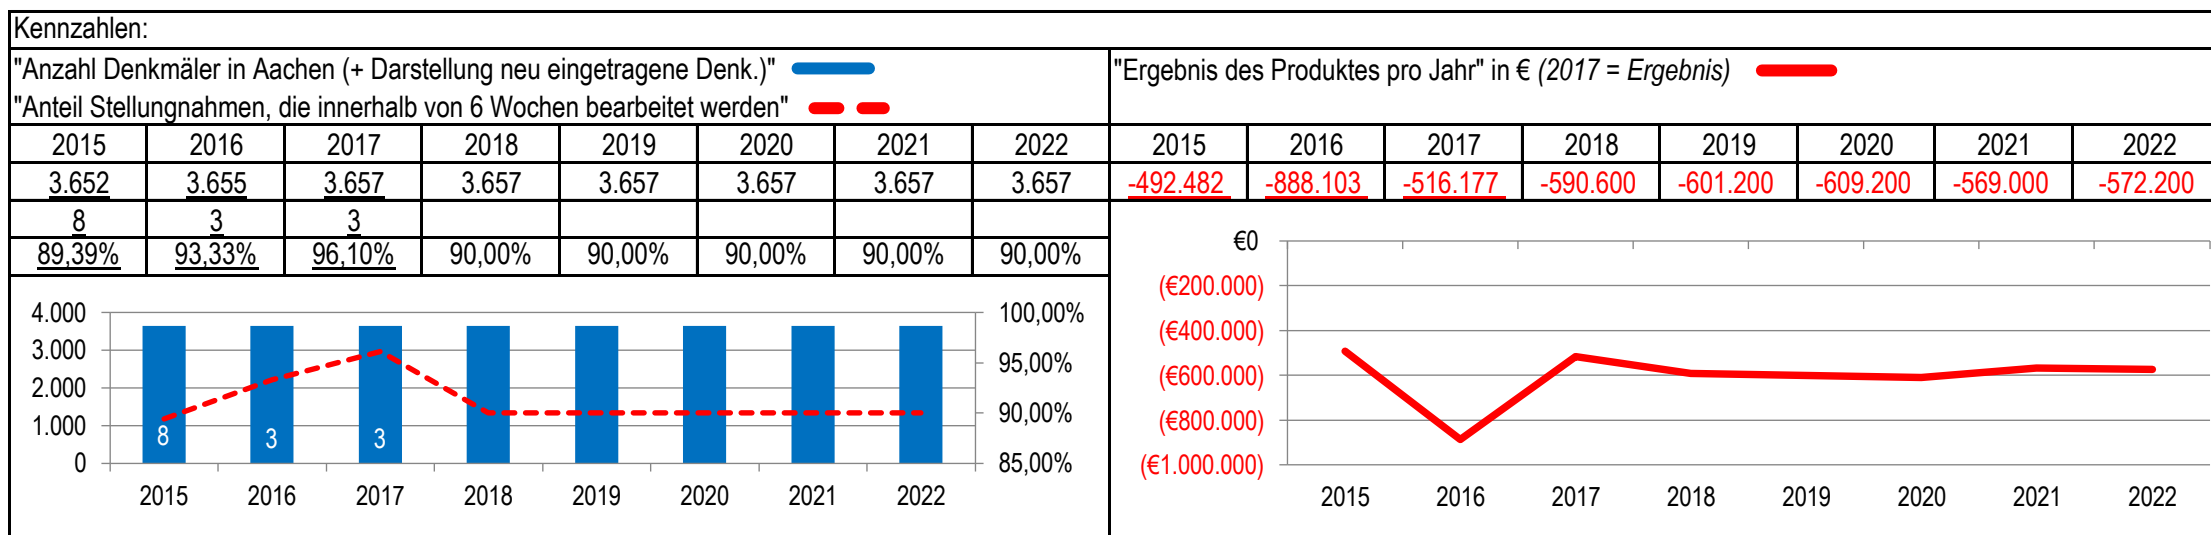 Kennzahlen:
"Anzahl Denkmäler in Aachen (+ Darstellung neu eingetragene Denk.)"
"Anteil Stellungnahmen, die innerhalb von 6 Wochen bearbeitet werden"
2015 2016 2017 2018 2019 2020 2021 2022
3.652 3.655 3.657 3.657 3.657 3.657 3.657 3.657
8 3 3
89,39% 93,33% 96,10% 90,00% 90,00% 90,00% 90,00% 90,00%
4.000 100,00%
3.000 95,00%
2.000
1.000 90,00%
8 3 3
0 85,00%
2015 2016 2017 2018 2019 2020 2021 2022
"Ergebnis des Produktes pro Jahr" in € (2017 = Ergebnis)
2015 2016 2017 2018 2019 2020 2021 2022
-492.482 -888.103 -516.177 -590.600 -601.200 -609.200 -569.000 -572.200
€0
(€200.000)
(€400.000)
(€600.000)
(€800.000)
(€1.000.000)
2015 2016 2017 2018 2019 2020 2021 2022